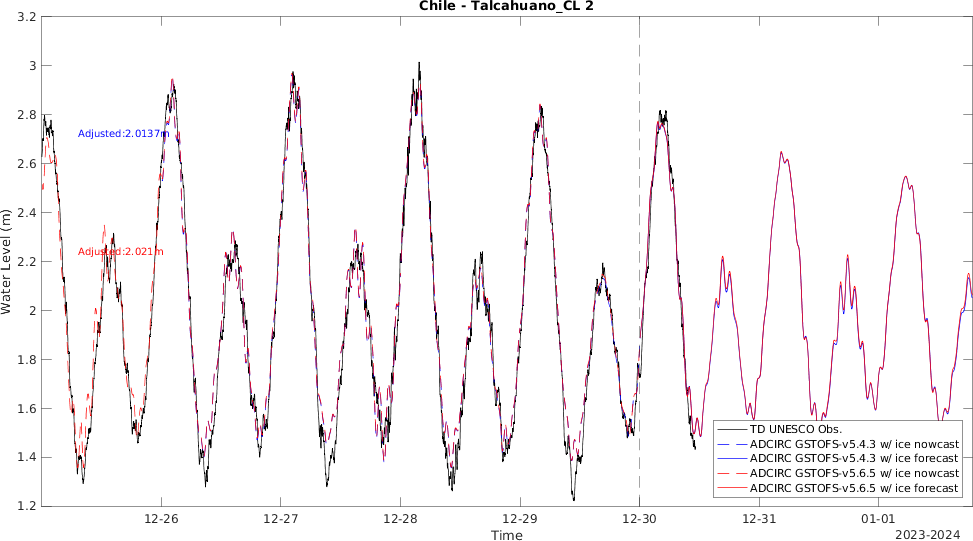 Chile - Talcahuano_CL 2
3.2
3
2.8
2.6
2.4
2.2
2
1.8
1.6
1.4
1.2
Water Level (m)
Adjusted:2.0137m
Adjusted:2.021m
TD UNESCO Obs.
ADCIRC GSTOFS-v5.4.3 w/ ice nowcast
ADCIRC GSTOFS-v5.4.3 w/ ice forecast
ADCIRC GSTOFS-v5.6.5 w/ ice nowcast
ADCIRC GSTOFS-v5.6.5 w/ ice forecast
12-26 12-27 12-28 12-29 12-30 12-31 01-01
Time
2023-2024